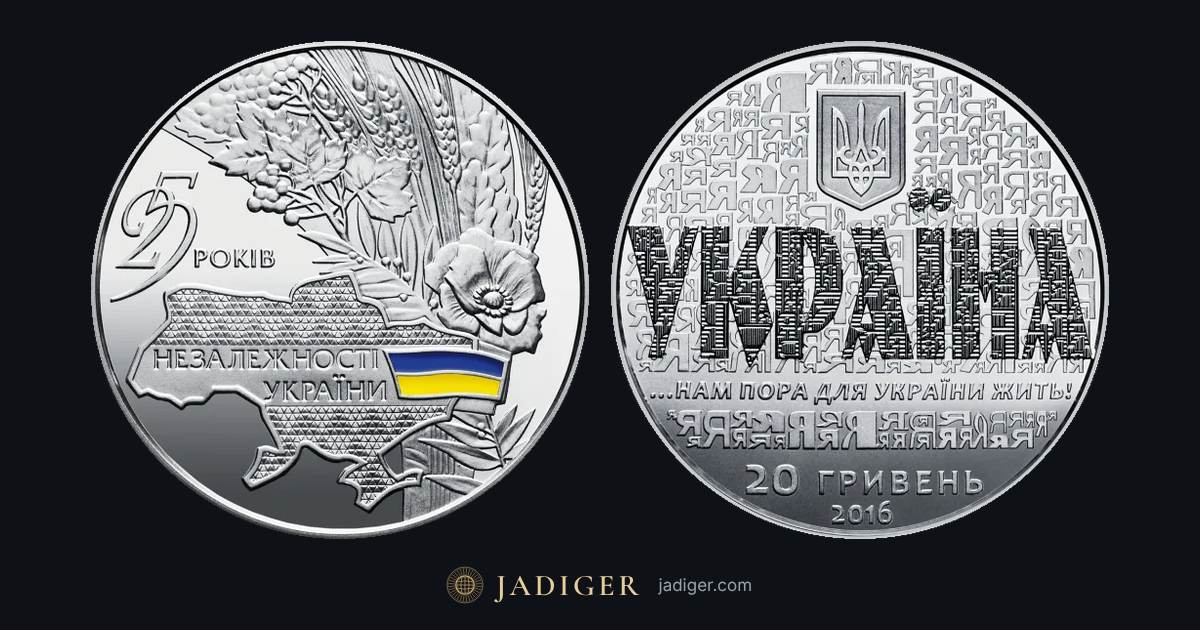 25
РОКІВ
НЕЗАЛЕЖНОСТІ
УКРАЇНИ
УКРАЇНА
...НАМ ПОРА ДЛЯ УКРАЇНИ ЖИТЬ!
20 ГРИВЕНЬ
2016
JADIGER jadiger.com